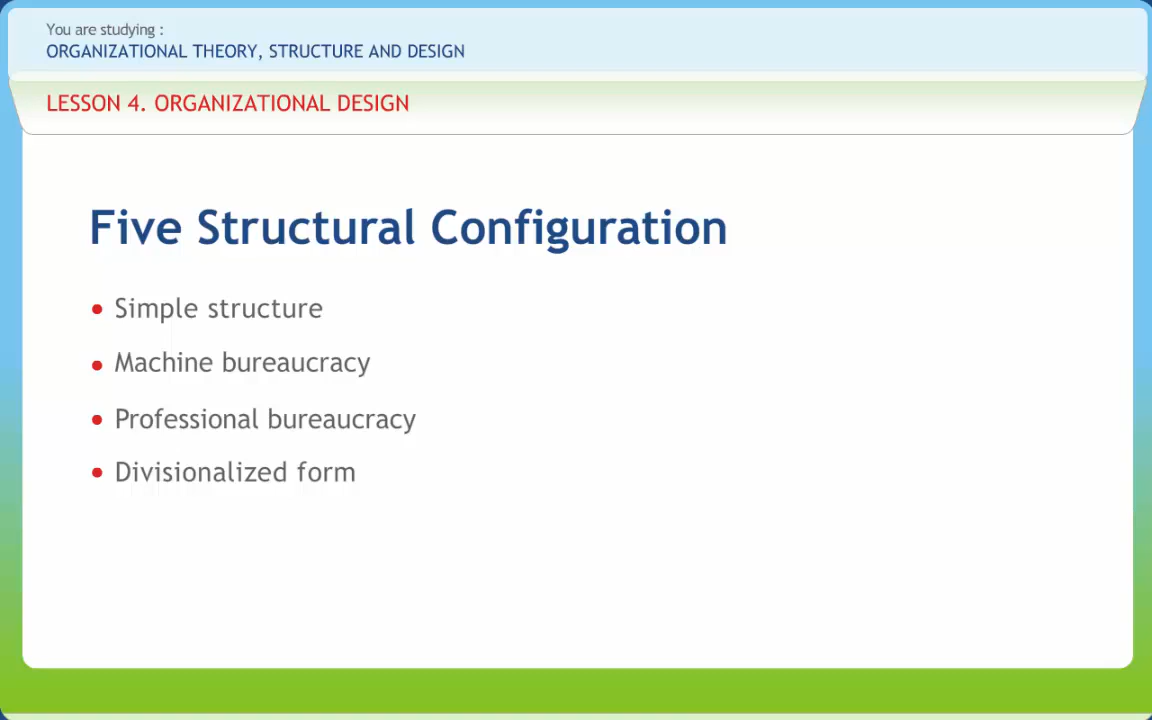 You are studying :
ORGANIZATIONAL THEORY, STRUCTURE AND DESIGN
LESSON 4. ORGANIZATIONAL DESIGN
Five Structural Configuration
• Simple structure
• Machine bureaucracy
• Professional bureaucracy
• Divisionalized form